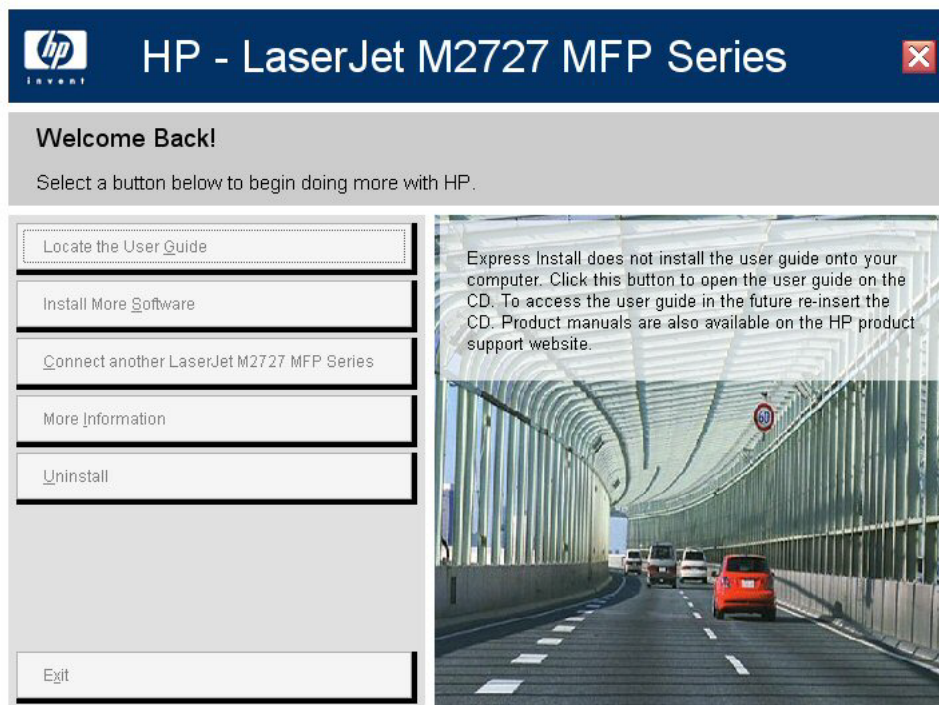 hp
invent
HP - LaserJet M2727 MFP Series
Welcome Back!
Select a button below to begin doing more with HP.
Locate the User Guide
Install More Software
Connect another LaserJet M2727 MFP Series
More Information
Uninstall
Exit
Express Install does not install the user guide onto your
computer. Click this button to open the user guide on the
CD. To access the user guide in the future re-insert the
CD. Product manuals are also available on the HP product
support website.
60